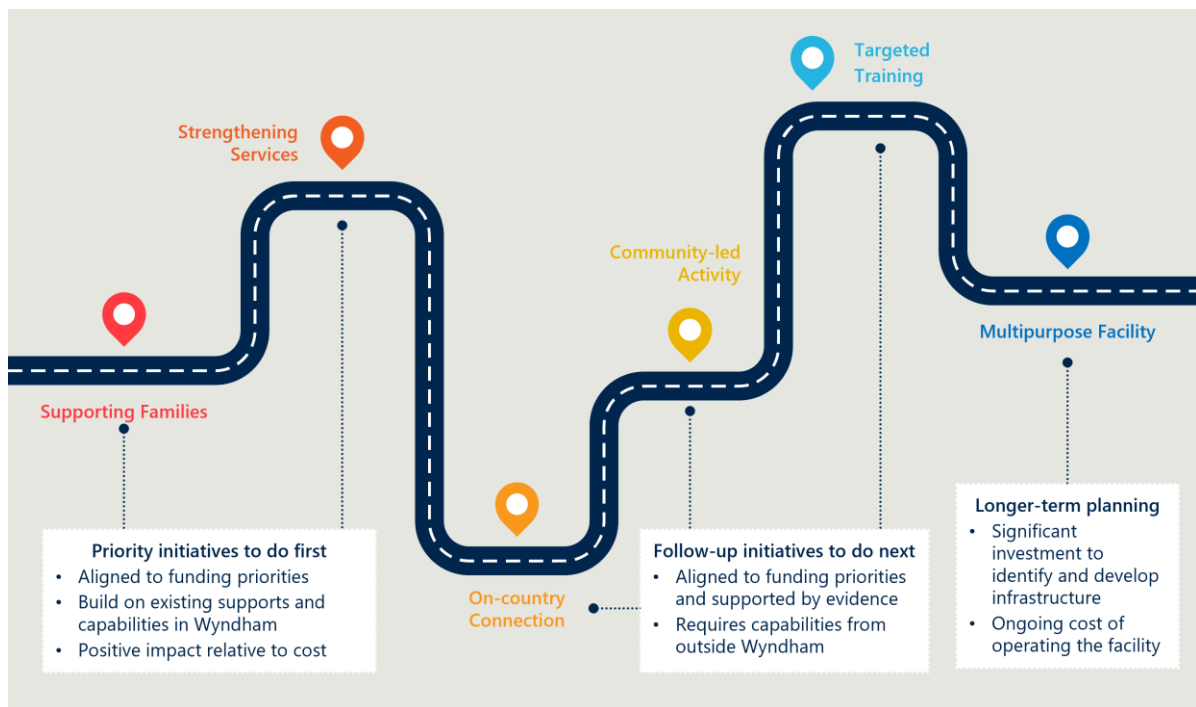 Targeted
Training
Strengthening
Services
Community-led
Activity
Multipurpose Facility
Supporting Families
On-country
Connection
Priority initiatives to do first
• Aligned to funding priorities
• Build on existing supports and
capabilities in Wyndham
• Positive impact relative to cost
Follow-up initiatives to do next
• Aligned to funding priorities
and supported by evidence
• Requires capabilities from
outside Wyndham
Longer-term planning
• Significant
investment to
identify and develop
infrastructure
• Ongoing cost of
operating the facility